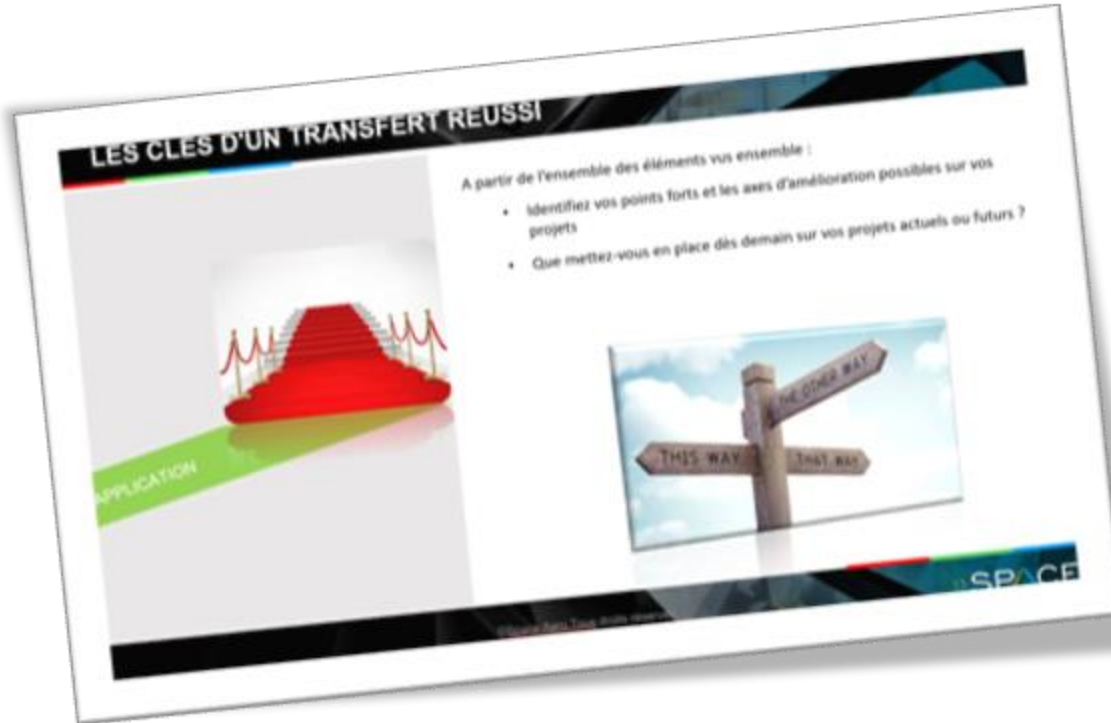 LES CLES D'UN TRANSFERT REUSSI
A partir de l'ensemble des éléments vus ensemble :
• Identifiez vos points forts et les axes d'amélioration possibles sur vos
projets
• Que mettez-vous en place dès demain sur vos projets actuels ou futurs ?
APPLICATION
THE OTHER WAY
THIS WAY
THAT WAY
SPACE